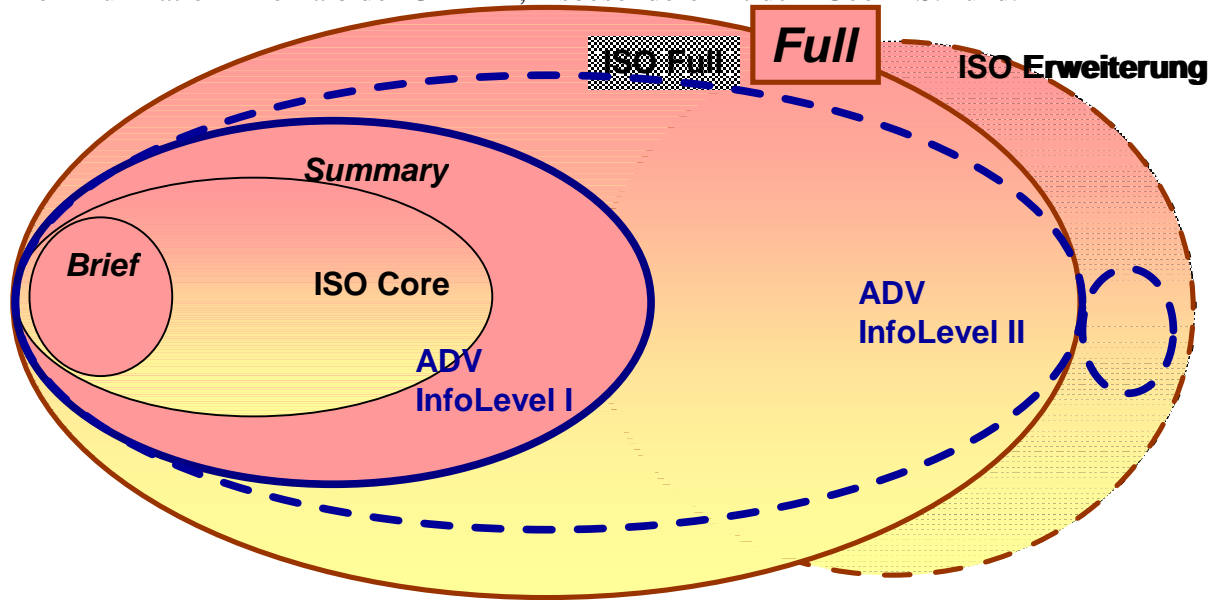 Full
ISO Full
ISO Erweiterung
Summary
Brief
ISO Core
ADV
InfoLevel II
ADV
InfoLevel I